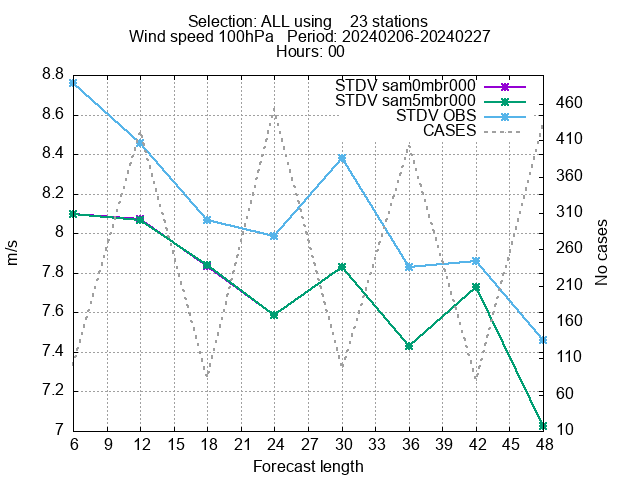 Selection: ALL using    23 stations
Wind speed 100hPa   Period: 20240206-20240227
Hours: 00
STDV sam0mbr000
STDV sam5mbr000
STDV OBS
CASES
8.8
8.6
8.4
8.2
8
7.8
7.6
7.4
7.2
7
m/s
460
410
360
310
260
210
160
110
60
10
No cases
6 9 12 15 18 21 24 27 30 33 36 39 42 45 48
Forecast length